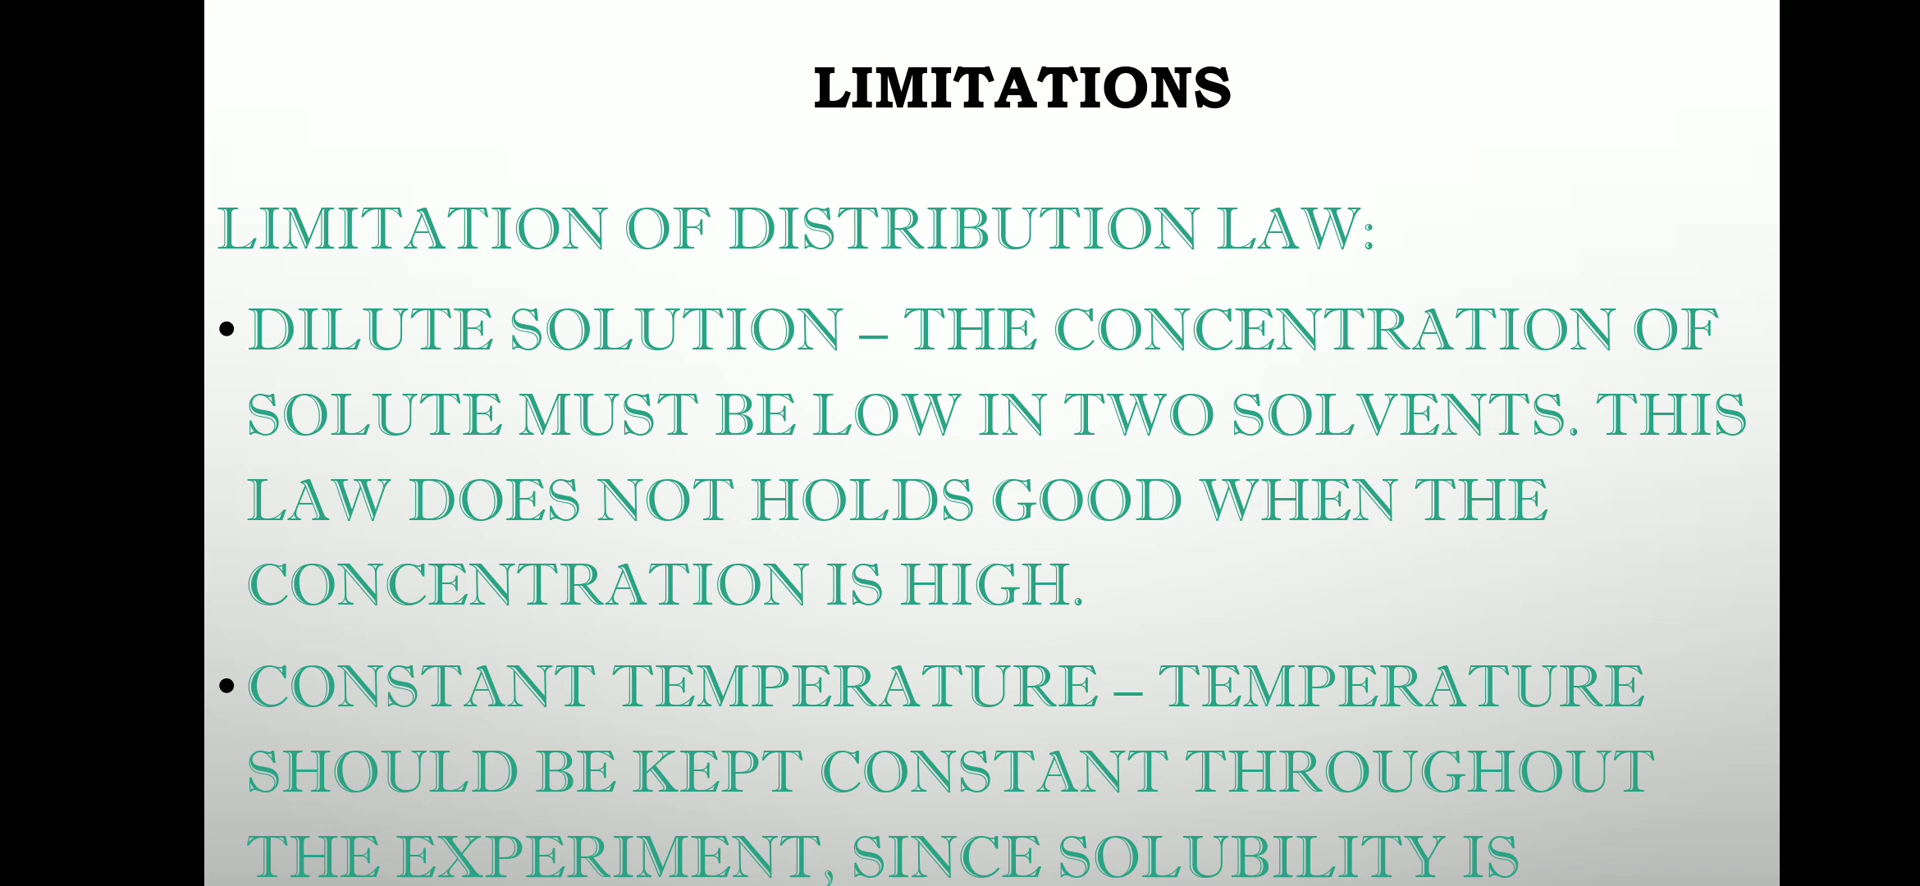 LIMITATIONS
LIMITATION OF DISTRIBUTION LAW:
• DILUTE SOLUTION – THE CONCENTRATION OF
SOLUTE MUST BE LOW IN TWO SOLVENTS. THIS
LAW DOES NOT HOLDS GOOD WHEN THE
CONCENTRATION IS HIGH.
• CONSTANT TEMPERATURE – TEMPERATURE
SHOULD BE KEPT CONSTANT THROUGHOUT
THE EXPERIMENT, SINCE SOLUBILITY IS